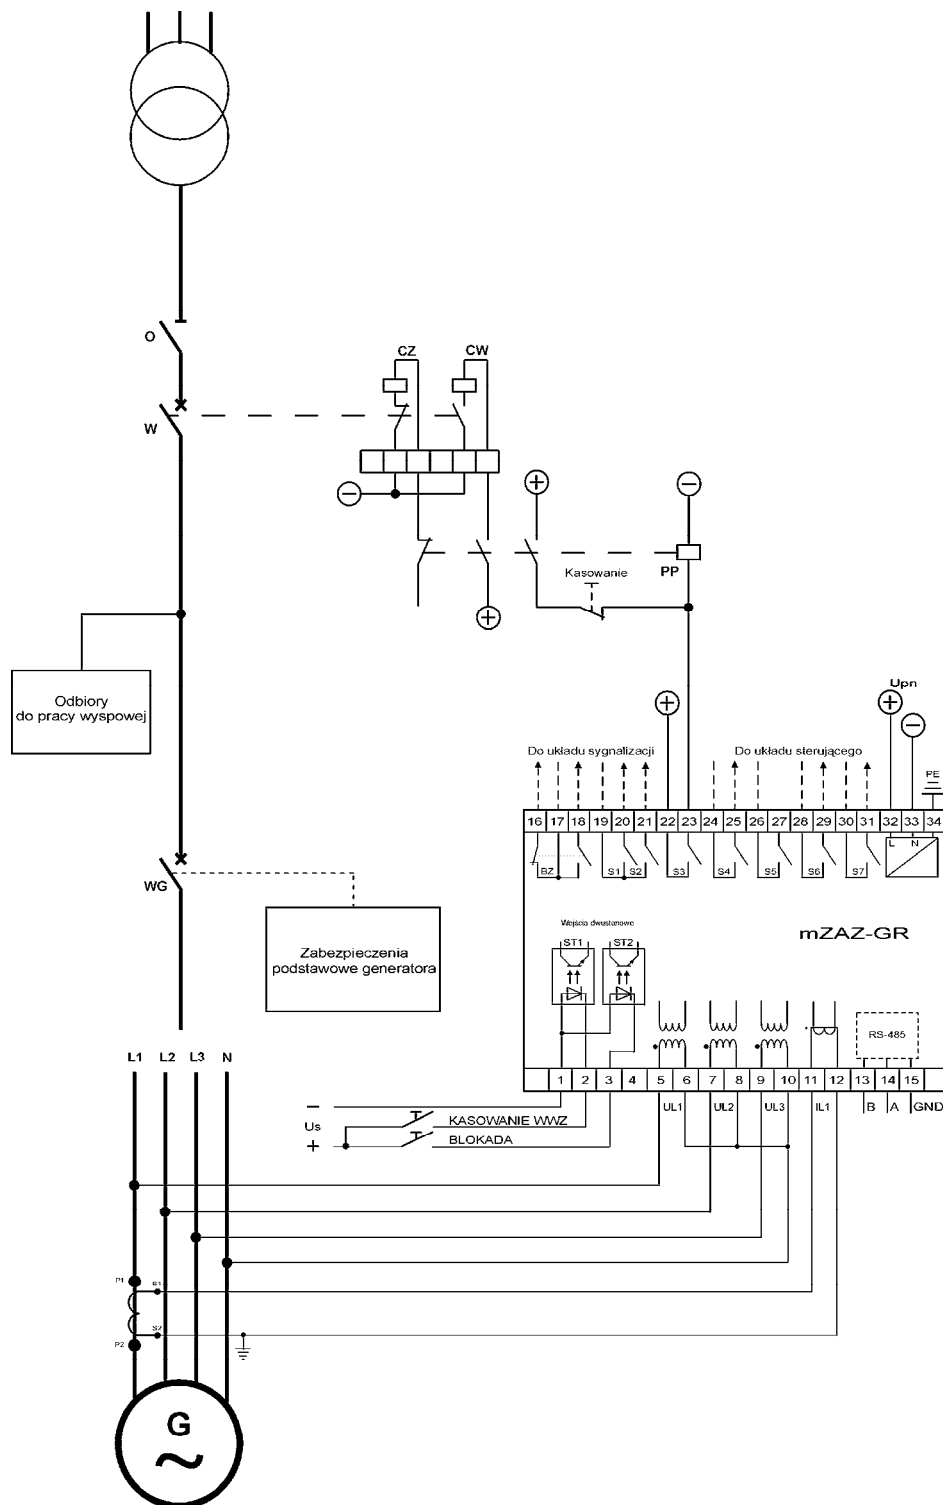 O
CZ
CW
W
+
−
−
Kasowanie
PP
+
Odbiory
do pracy wyspowej
Upn
+
+
−
Do układu sygnalizacji
Do układu sterującego
PE
16 17 18 19 20 21 22 23 24 25 26 27 28 29 30 31 32 33 34
L N
BZ S1 S2 S3 S4 S5 S6 S7
WG
Zabezpieczenia
podstawowe generatora
Wejścia dwustanowe
mZAZ-GR
ST1 ST2
RS-485
L1 L2 L3 N
1 2 3 4 5 6 7 8 9 10 11 12 13 14 15
UL1 UL2 UL3 IL1 B A GND
−
Us
KASOWANIE WWZ
+
BLOKADA
P1
S1
S2
P2
G
~